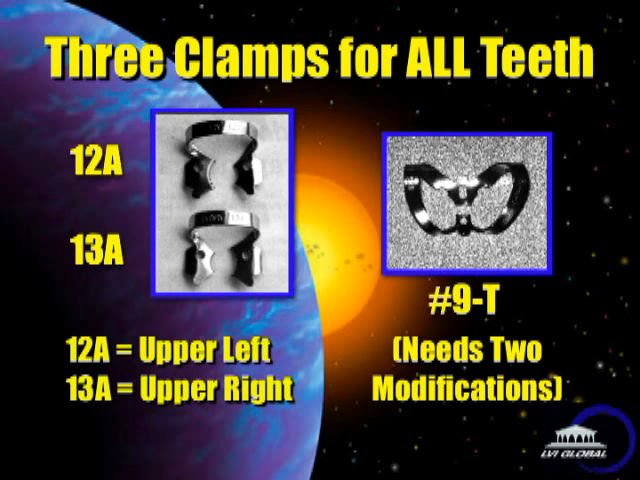 Three Clamps for ALL Teeth
12A
13A
#9-T
12A = Upper Left
13A = Upper Right
(Needs Two
Modifications)
LVI GLOBAL